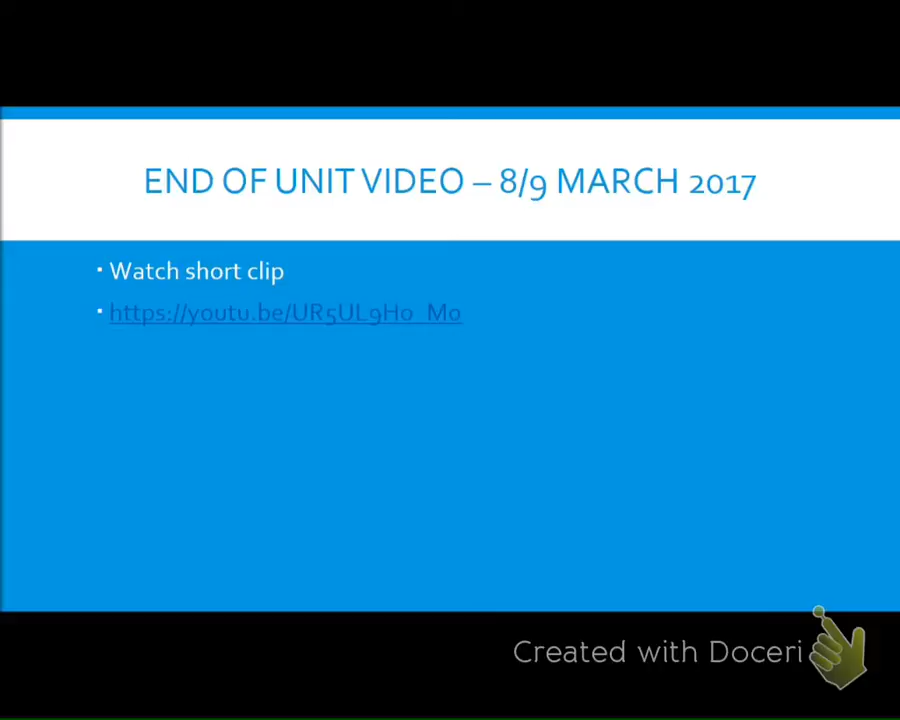 END OF UNIT VIDEO – 8/9 MARCH 2017
▪ Watch short clip
▪ https://youtu.be/UR5UL9H0_M0
Created with Doceri